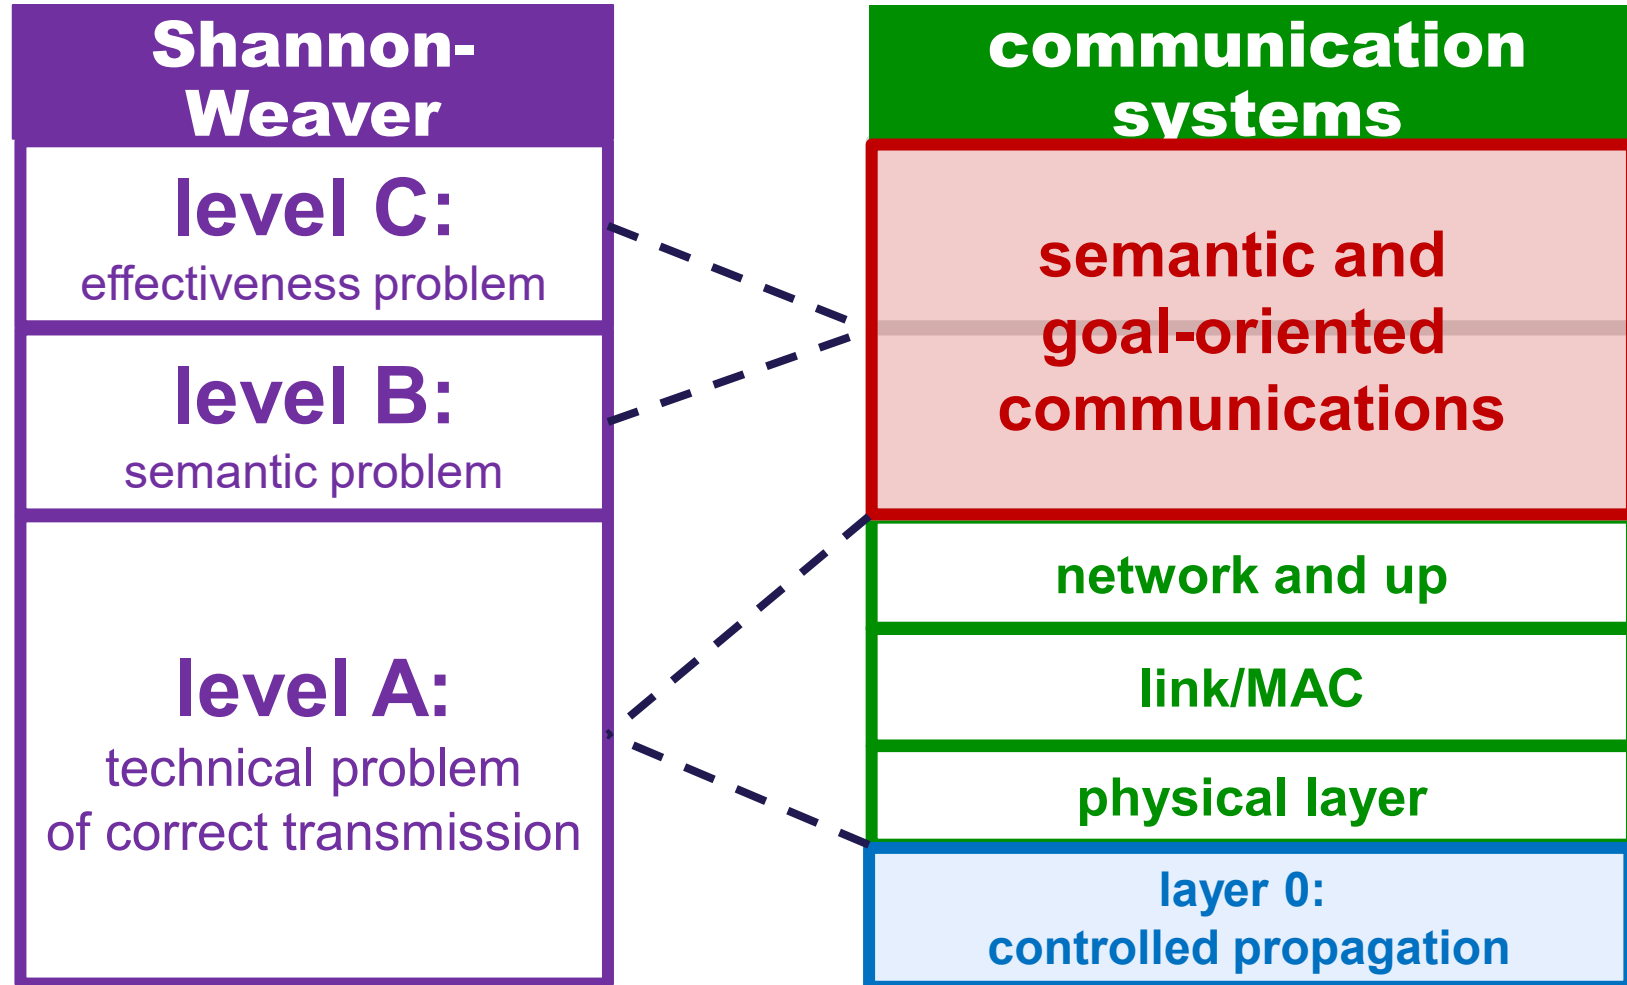 Shannon-
Weaver
level C:
effectiveness problem
level B:
semantic problem
level A:
technical problem
of correct transmission
communication
systems
semantic and
goal-oriented
communications
network and up
link/MAC
physical layer
layer 0:
controlled propagation